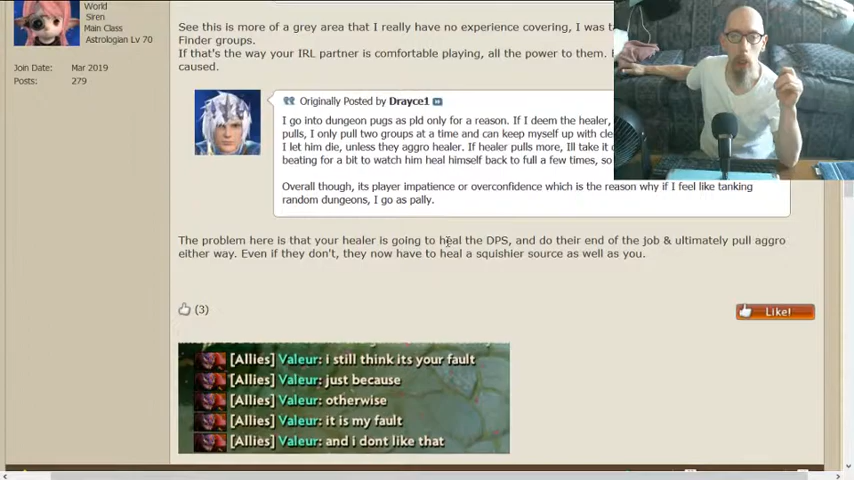 World
Siren
Main Class
Astrologian Lv 70
Join Date: Mar 2019
Posts: 279
See this is more of a grey area that I really have no experience covering, I was
Finder groups.
If that's the way your IRL partner is comfortable playing, all the power to them.
caused.
Originally Posted by Drayce1
I go into dungeon pugs as pld only for a reason. If I deem the healer,
pulls, I only pull two groups at a time and can keep myself up with
I let him die, unless they aggro healer. If healer pulls more, Ill take it
beating for a bit to watch him heal himself back to full a few times, so
Overall though, its player impatience or overconfidence which is the reason why if I feel like tanking
random dungeons, I go as pally.
The problem here is that your healer is going to heal the DPS, and do their end of the job & ultimately pull aggro
either way. Even if they don't, they now have to heal a squishier source as well as you.
(3)
Like!
[Allies] Valeur: i still think its your fault
[Allies] Valeur: just because
[Allies] Valeur: otherwise
[Allies] Valeur: it is my fault
[Allies] Valeur: and i dont like that